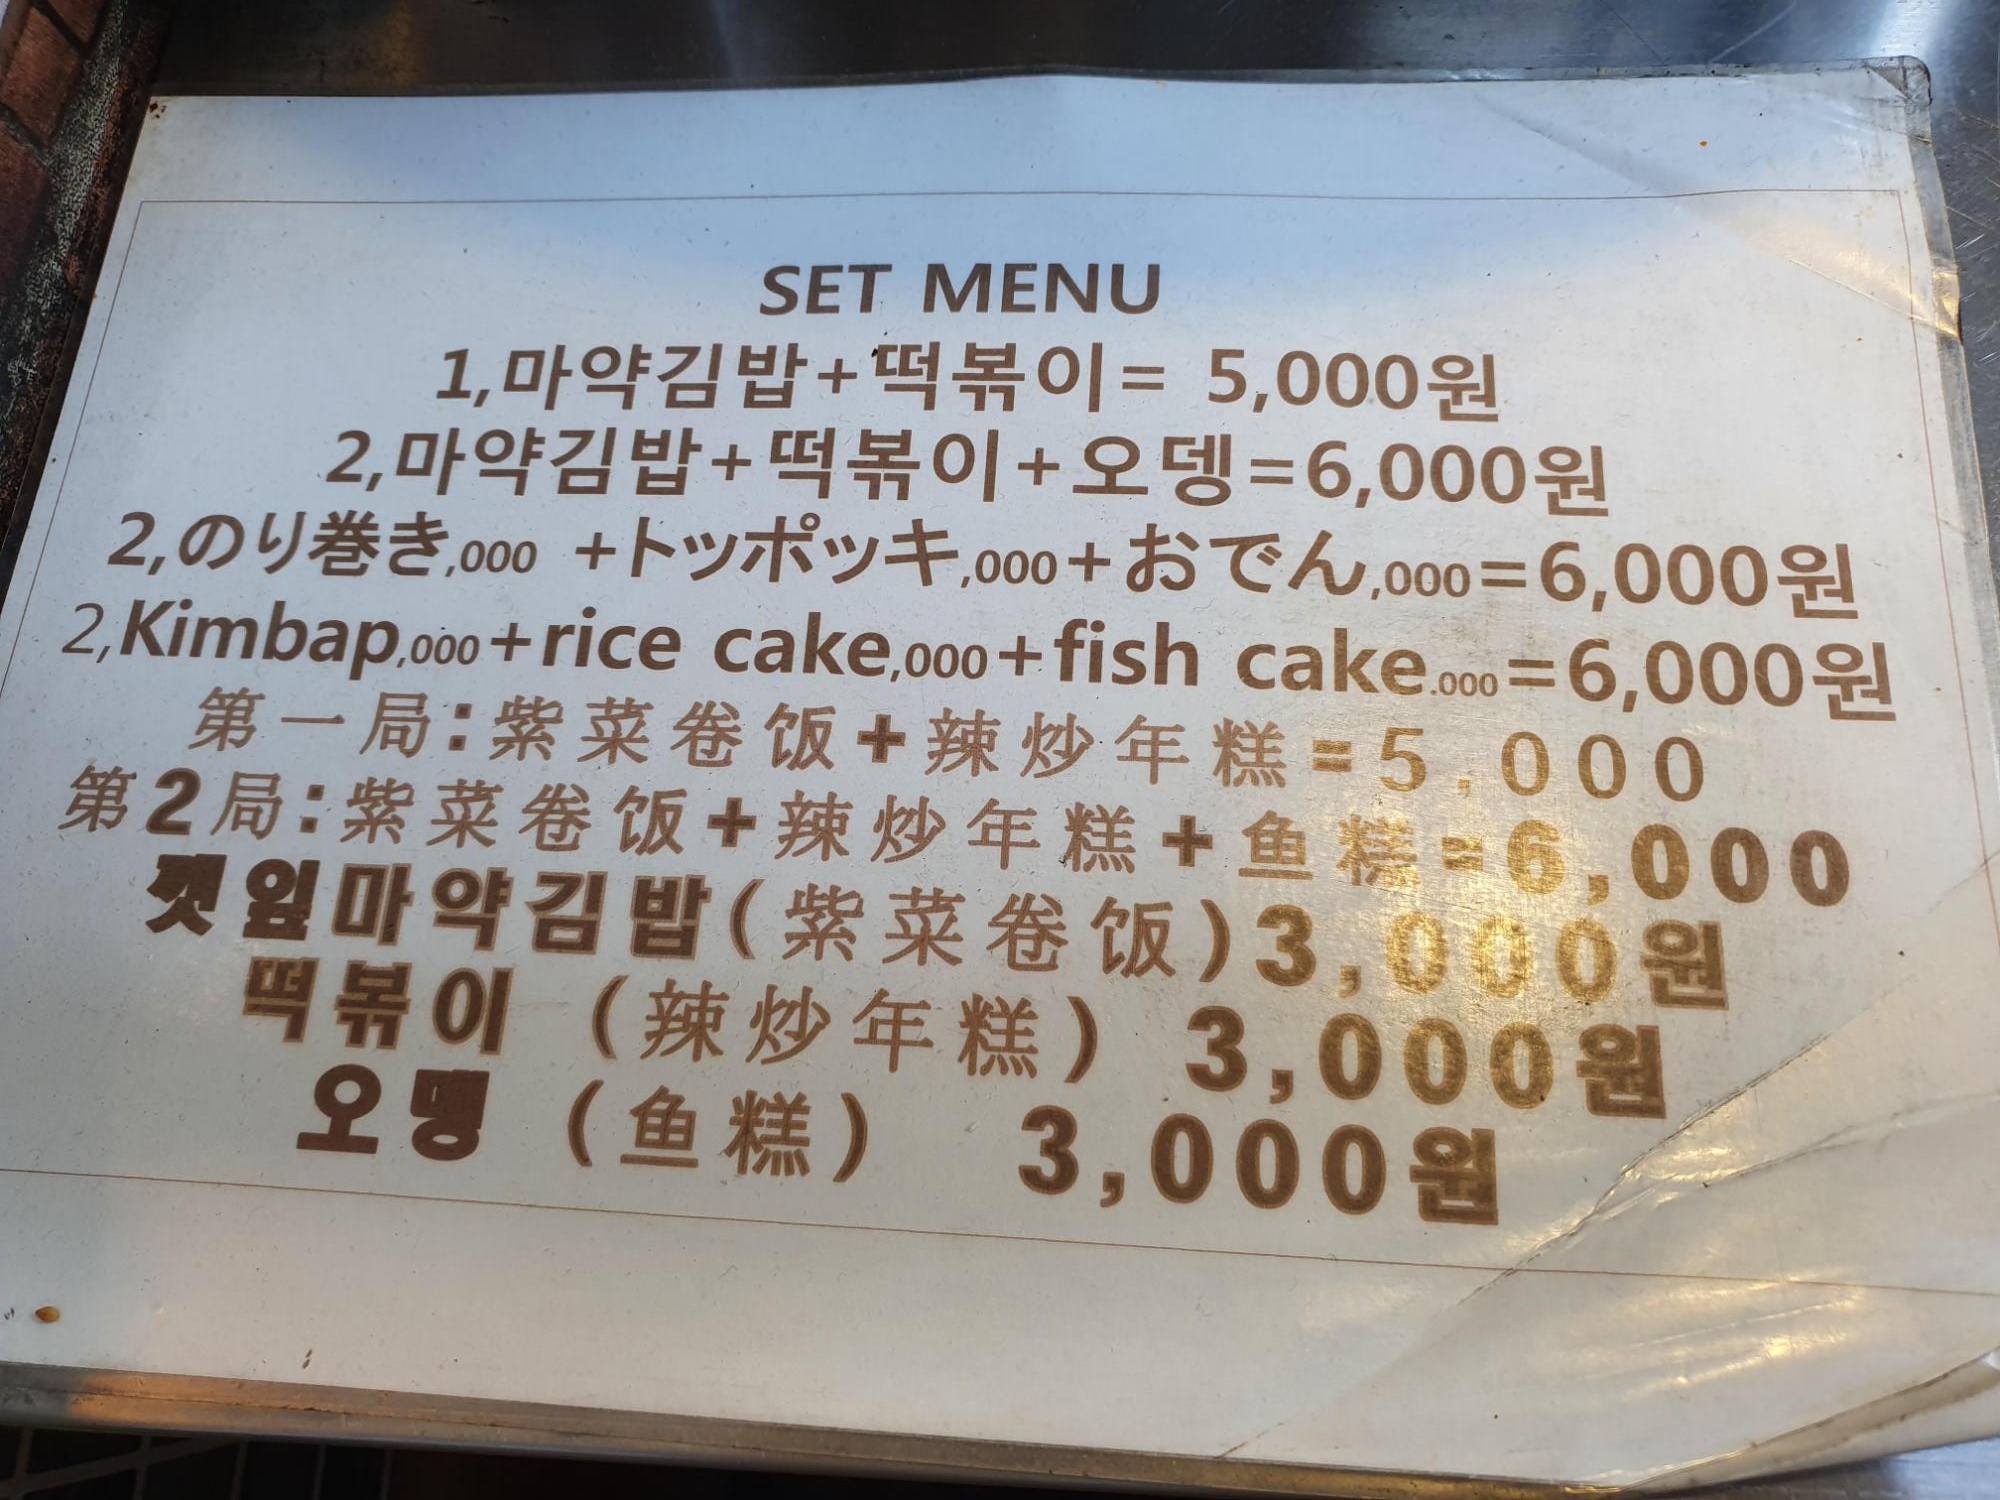 SET MENU
1,마약김밥+떡볶이= 5,000원
2,마약김밥+떡볶이+오뎅=6,000원
2,のり巻き,000 +トッポッキ,000+おでん,000=6,000원
2,Kimbap,000+rice cake,000+fish cake.000=6,000원
第一局:紫菜卷饭+辣炒年糕=5.000
第2局:紫菜卷饭+辣炒年糕+鱼糕=6,000
깻잎마약김밥(紫菜卷饭)3,000원
떡볶이 (辣炒年糕) 3,000원
오뎅 (鱼糕) 3,000원